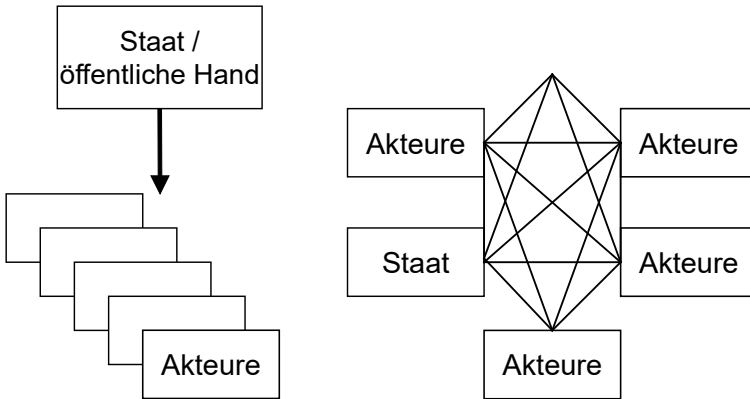 Staat /
öffentliche Hand
Akteure
Akteure
Akteure
Staat
Akteure
Akteure